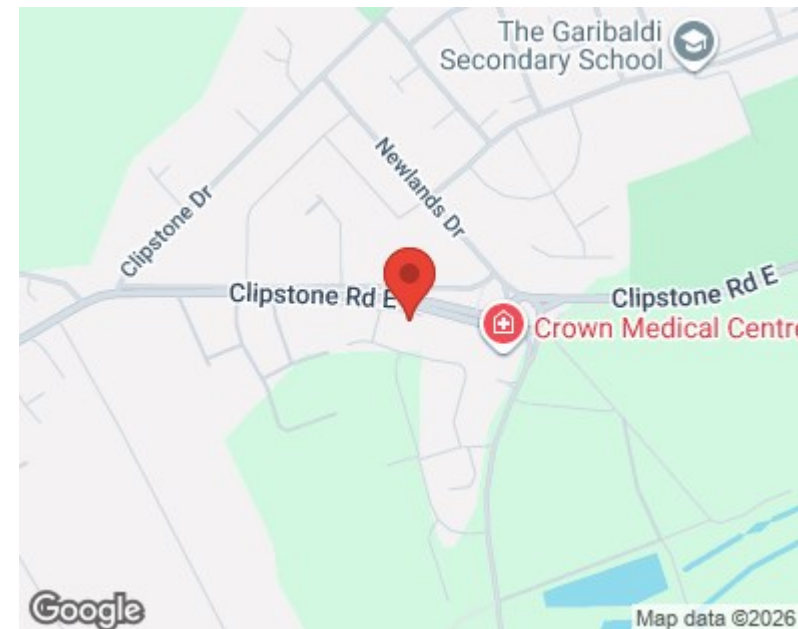 The Garibaldi
Secondary School
Newlands Dr
Clipstone Dr
Clipstone Rd E
Clipstone Rd E
Crown Medical Centre
Google
Map data ©2026